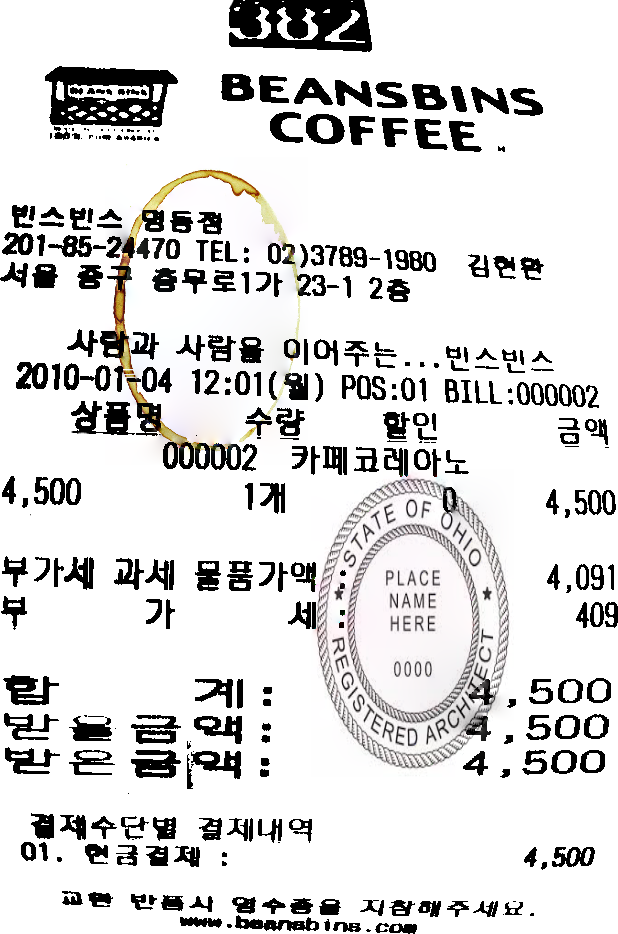 382
BEANS BINS
BEANSBINS
COFFEE
빈스빈스 명동점
201-85-24470 TEL: 02)3789-1980 김현완
서울 중구 충무로1가 23-1 2층
사람과 사람을 이어주는...빈스빈스
2010-01-04 12:01(월) POS:01 BILL:000002
상품명 수량 할인 금액
000002 카페코레아노
4,500 1개 0 4,500
부가세 과세 물품가액 : 4,091
부 가 세 : 409
합 계 : 4,500
받을금액 : 4,500
받은금액 : 4,500
결제수단별 결제내역
01. 현금결제 : 4,500
교환 반품시 영수증을 지참해주세요.
www.beansbins.com
STATE OF OHIO
PLACE
NAME
HERE
0000
REGISTERED ARCHITECT